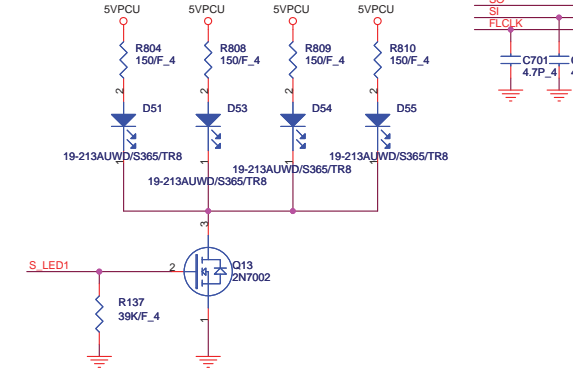 5VPCU 5VPCU 5VPCU 5VPCU
SI
FLCLK
R804 R808 R809 R810
150/F_4 150/F_4 150/F_4 150/F_4
C701
4.7P_4
2 2 2 2
D51 D53 D54 D55
19-213AUWD/S365/TR8 19-213AUWD/S365/TR8
19-213AUWD/S365/TR8
19-213AUWD/S365/TR8
1 1 1 1
3
S_LED1 2 Q13
2N7002
R137
39K/F_4
1